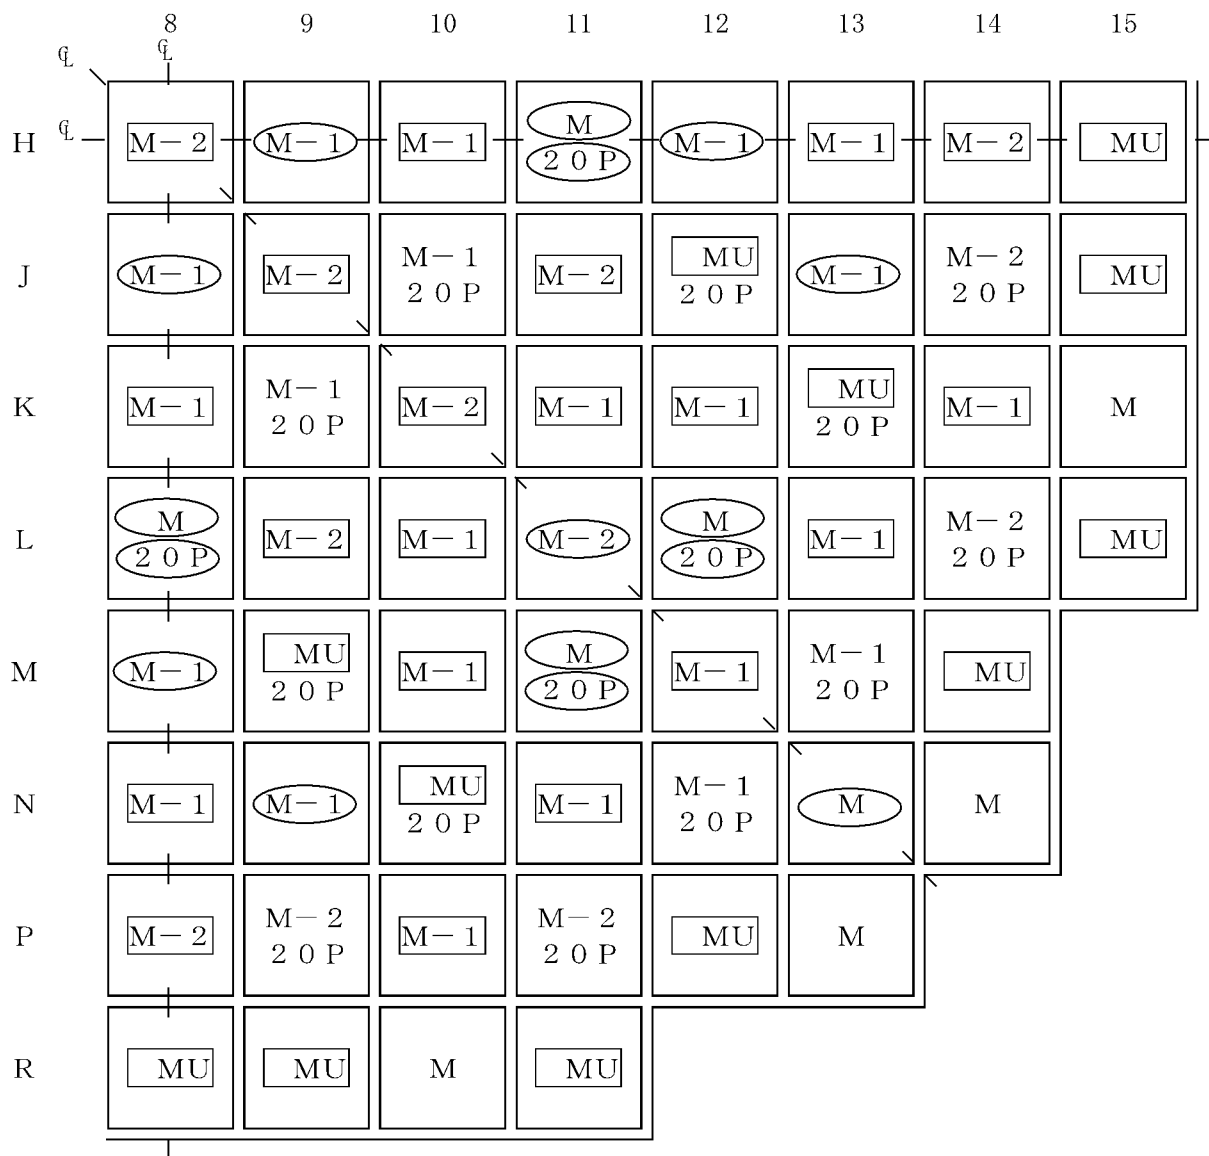 8 9 10 11 12 13 14 15
℄ ℄
H ℄ M-2 M-1 M-1 M M-1 M-1 M-2 MU
20P
J M-1 M-2 M-1 M-2 MU M-1 M-2 MU
20P 20P 20P
K M-1 M-1 M-2 M-1 M-1 MU M-1 M
20P 20P
L M M-2 M-1 M-2 M M-1 M-2 MU
20P 20P 20P
M M-1 MU M-1 M M-1 M-1 MU
20P 20P 20P
N M-1 M-1 MU M-1 M-1 M M
20P 20P
P M-2 M-2 M-1 M-2 MU M
20P 20P
R MU MU M MU